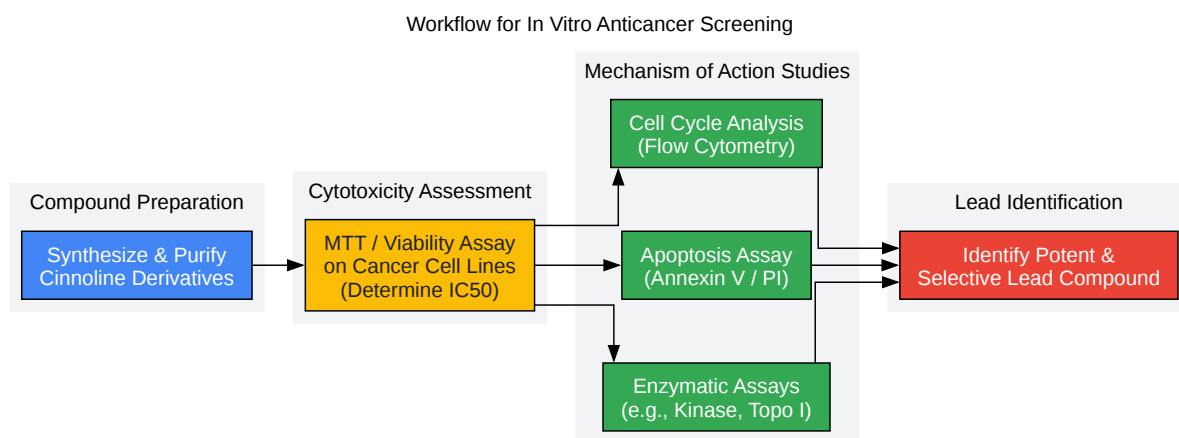 Workflow for In Vitro Anticancer Screening
Compound Preparation
Synthesize & Purify
Cinnoline Derivatives
Cytotoxicity Assessment
MTT / Viability Assay
on Cancer Cell Lines
(Determine IC50)
Mechanism of Action Studies
Cell Cycle Analysis
(Flow Cytometry)
Apoptosis Assay
(Annexin V / PI)
Enzymatic Assays
(e.g., Kinase, Topo I)
Lead Identification
Identify Potent &
Selective Lead Compound